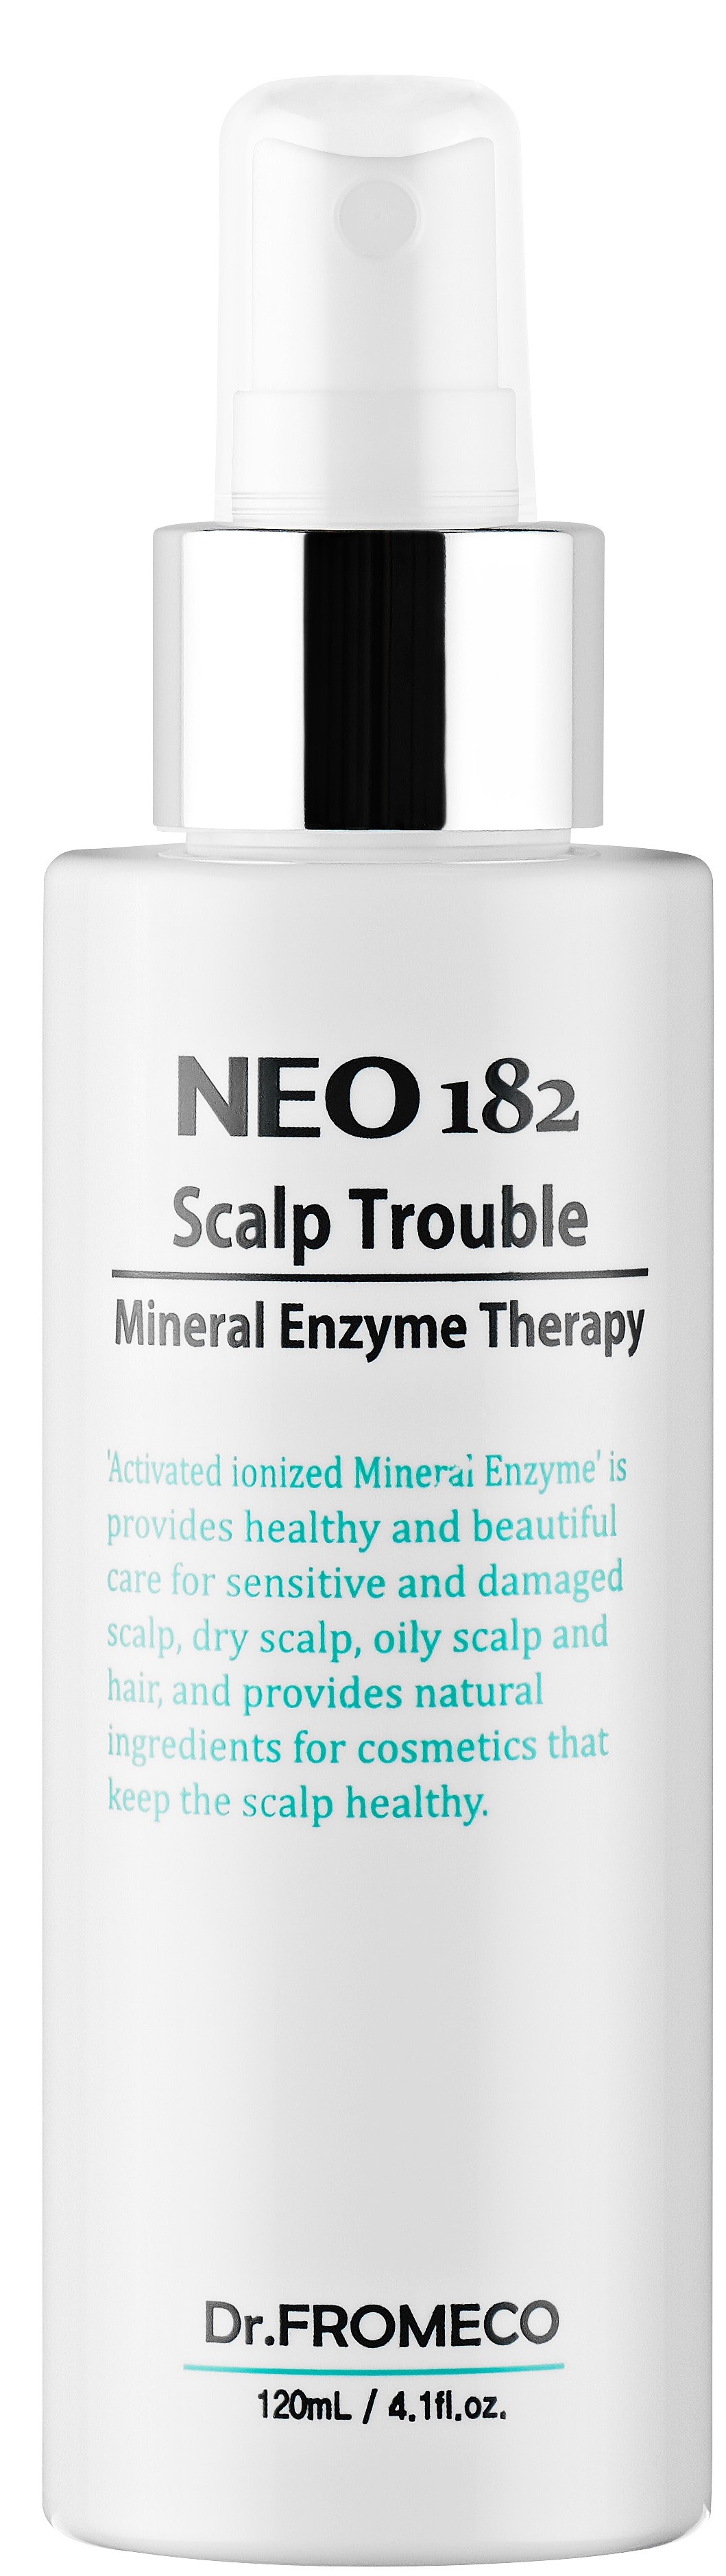 NEO 182
Scalp Trouble
Mineral Enzyme Therapy
'Activated ionized Mineral Enzyme' is
provides healthy and beautiful
care for sensitive and damaged
scalp, dry scalp, oily scalp and
hair, and provides natural
ingredients for cosmetics that
keep the scalp healthy.
Dr.FROMECO
120mL / 4.1fl.oz.